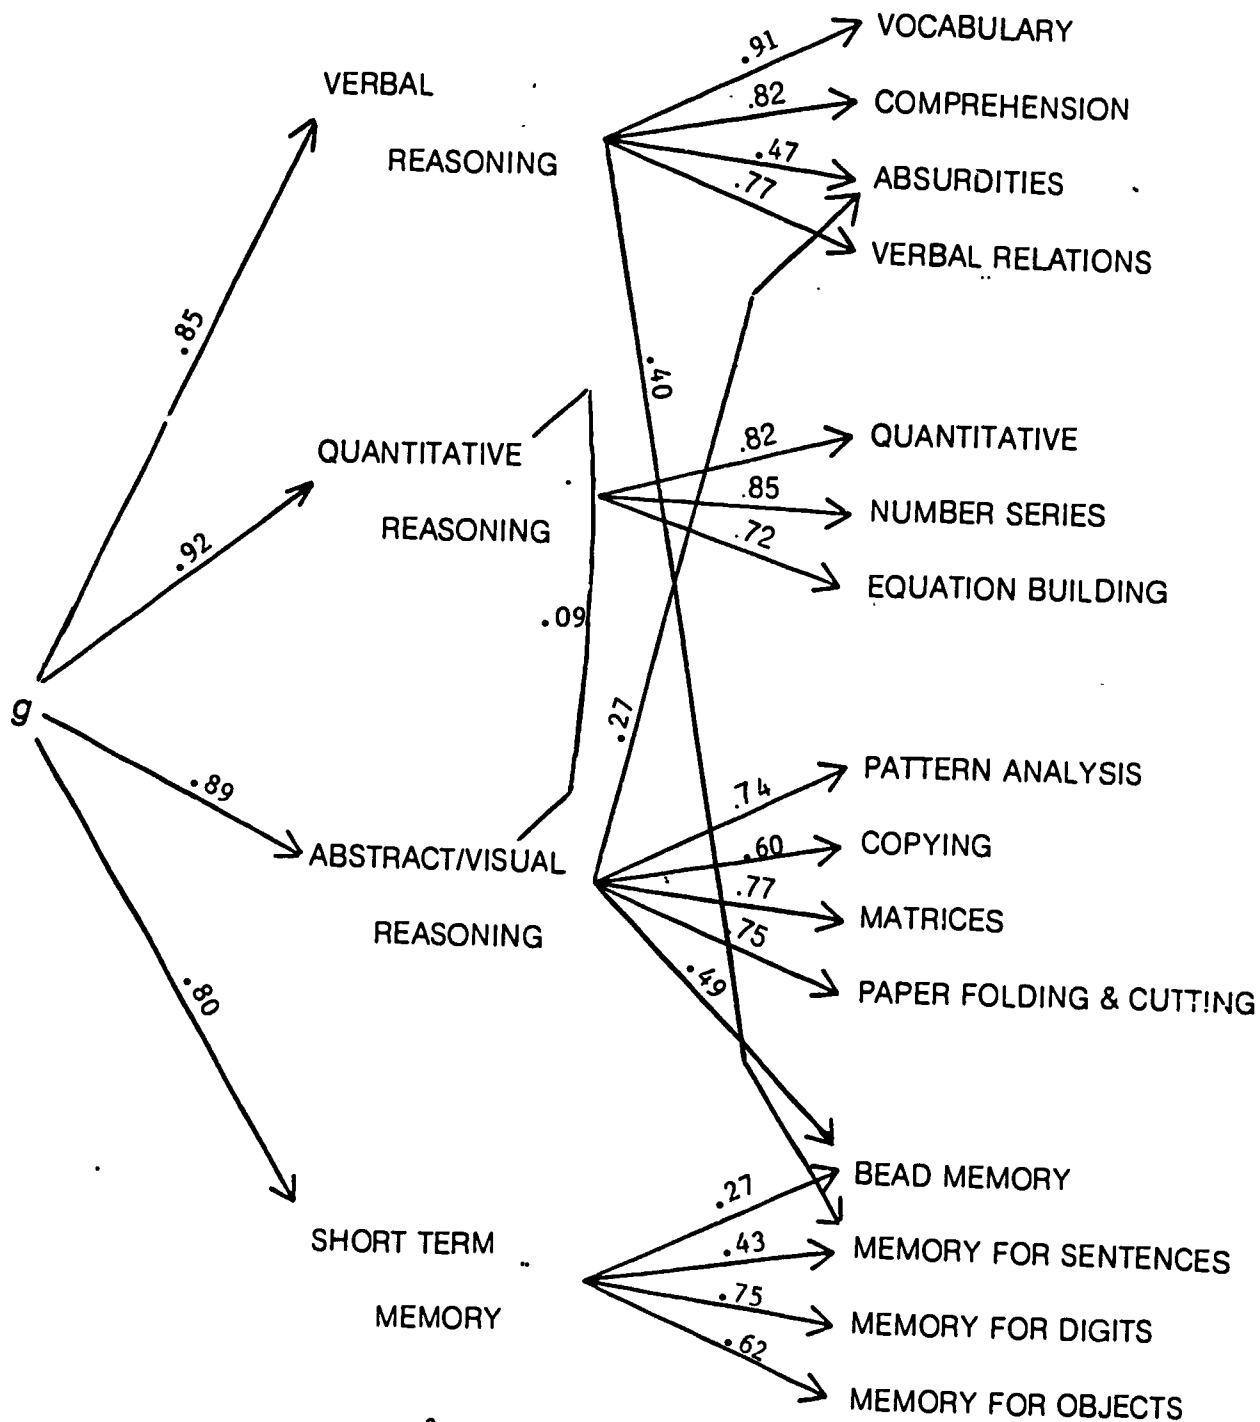 VOCABULARY
.91
VERBAL
.82
COMPREHENSION
REASONING
.47
ABSURDITIES
.77
VERBAL RELATIONS
.85
.40
QUANTITATIVE
.82
QUANTITATIVE
.85
NUMBER SERIES
REASONING
.72
.92
EQUATION BUILDING
.09
g
.27
.89
.74
PATTERN ANALYSIS
ABSTRACT/VISUAL
.60
COPYING
.77
MATRICES
REASONING
.75
.49
PAPER FOLDING & CUTTING
.80
BEAD MEMORY
.27
SHORT TERM
.43
MEMORY FOR SENTENCES
MEMORY
.75
MEMORY FOR DIGITS
.62
MEMORY FOR OBJECTS